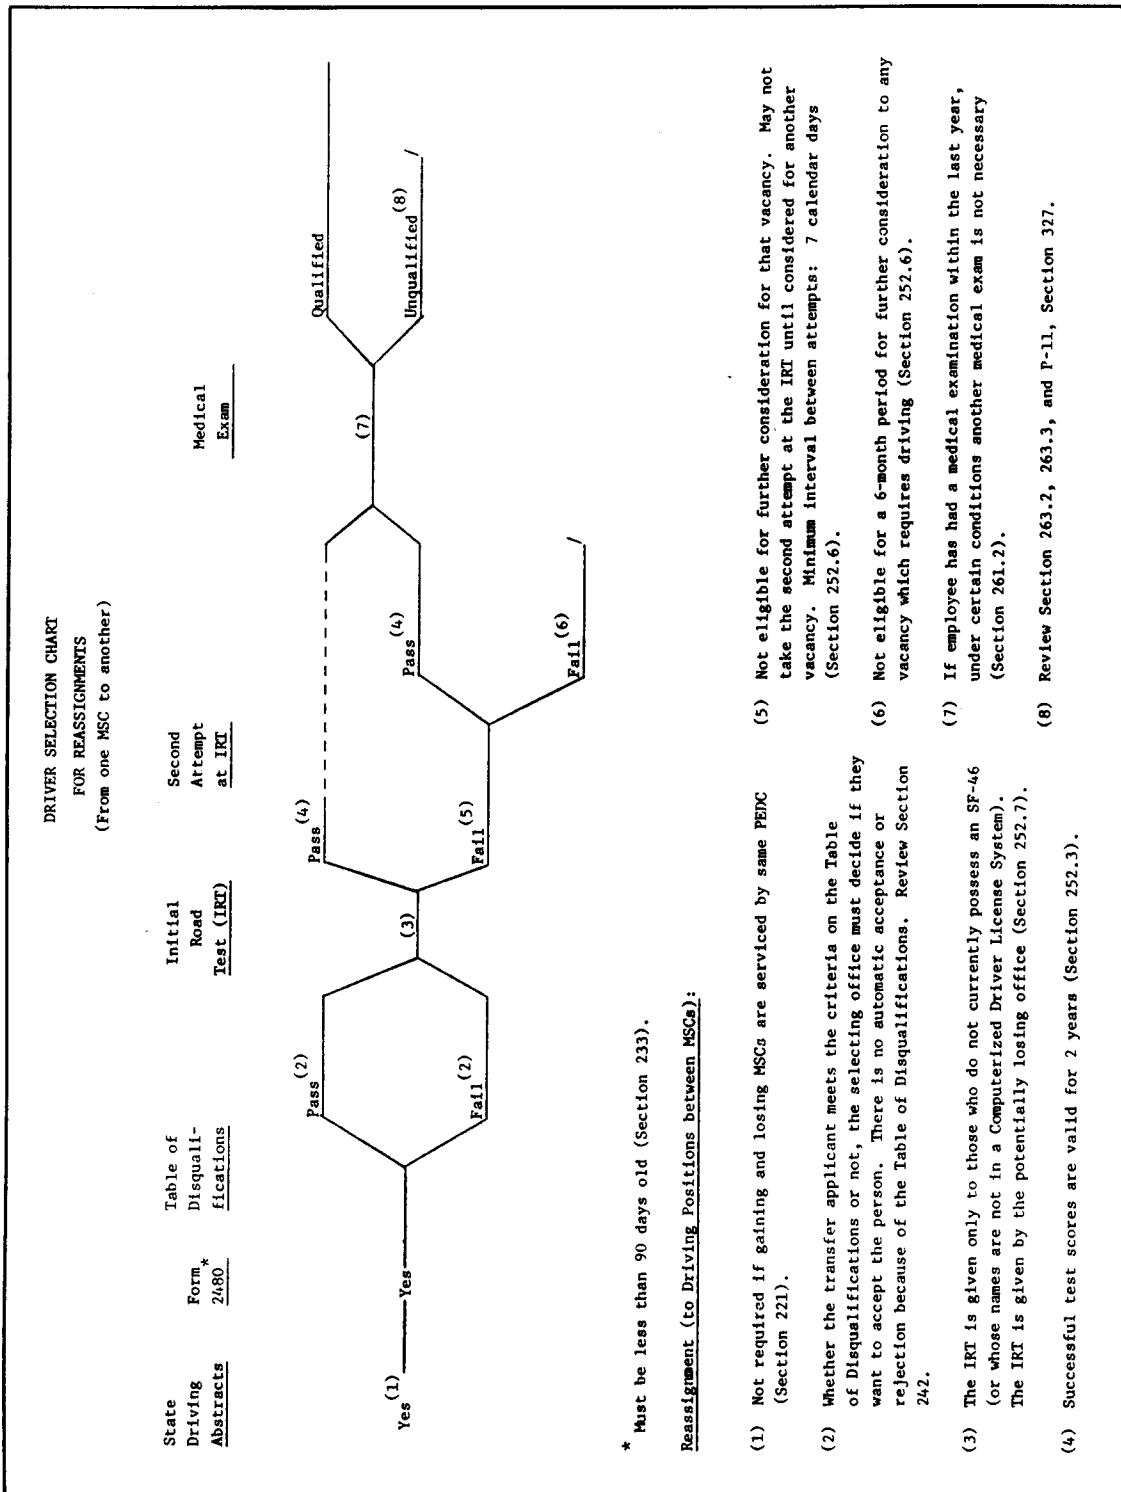 DRIVER SELECTION CHART
FOR REASSIGNMENTS
(From one MSC to another)
State
Driving
Abstracts
Form*
2480
Table of
Disquali-
fications
Initial
Road
Test (IRT)
Second
Attempt
at IRT
Medical
Exam
Yes(1)
Yes
Pass(2)
Fail(2)
(3)
Pass(4)
Fail(5)
Pass(4)
Fail(6)
/
(7)
Qualified
Unqualified(8)
/
* Must be less than 90 days old (Section 233).
Reassignment (to Driving Positions between MSCs):
(1) Not required if gaining and losing MSCs are serviced by same PEDC
(Section 221).
(2) Whether the transfer applicant meets the criteria on the Table
of Disqualifications or not, the selecting office must decide if they
want to accept the person. There is no automatic acceptance or
rejection because of the Table of Disqualifications. Review Section
242.
(3) The IRT is given only to those who do not currently possess an SF-46
(or whose names are not in a Computerized Driver License System).
The IRT is given by the potentially losing office (Section 252.7).
(4) Successful test scores are valid for 2 years (Section 252.3).
(5) Not eligible for further consideration for that vacancy. May not
take the second attempt at the IRT until considered for another
vacancy. Minimum interval between attempts: 7 calendar days
(Section 252.6).
(6) Not eligible for a 6-month period for further consideration to any
vacancy which requires driving (Section 252.6).
(7) If employee has had a medical examination within the last year,
under certain conditions another medical exam is not necessary
(Section 261.2).
(8) Review Section 263.2, 263.3, and P-11, Section 327.